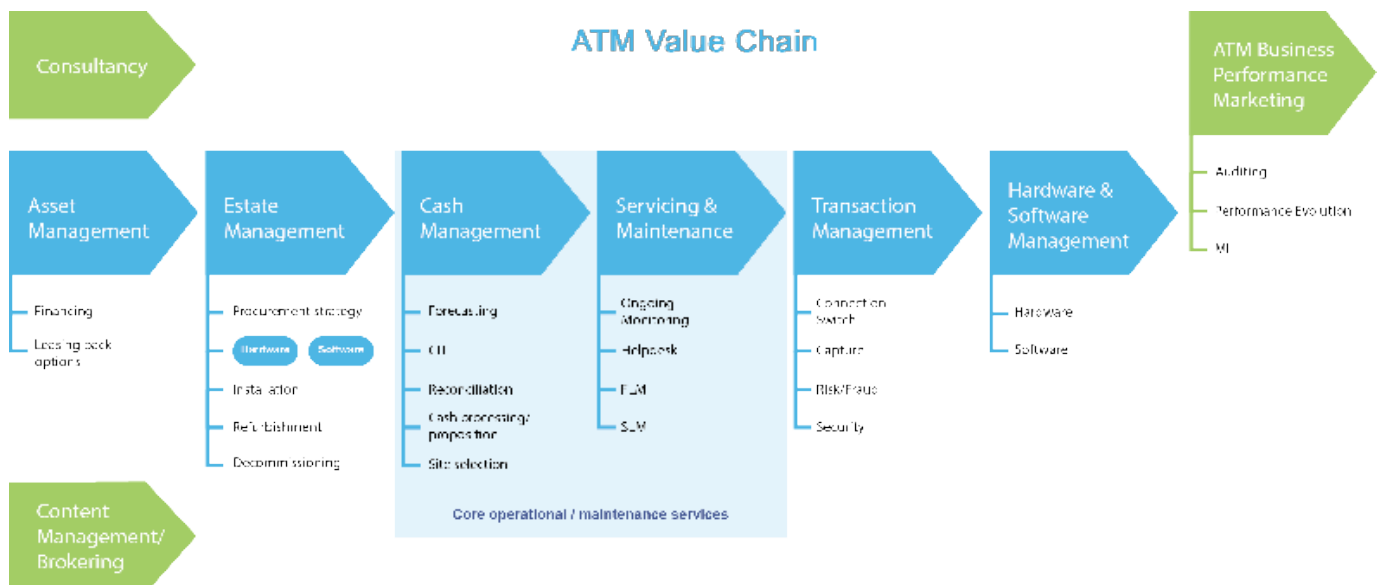 ATM Value Chain
Consultancy
ATM Business
Performance
Marketing
Auditing
Performance Evolution
MI
Asset
Management
Financing
Leasing back
options
Estate
Management
Procurement strategy
Hardware
Software
Installation
Refurbishment
Decommissioning
Cash
Management
Forecasting
CIT
Reconciliation
Cash processing/
proposition
Site selection
Servicing &
Maintenance
Ongoing
Monitoring
Helpdesk
FLM
SLM
Transaction
Management
Connection
Switch
Capture
Risk/Fraud
Security
Hardware &
Software
Management
Hardware
Software
Core operational / maintenance services
Content
Management/
Brokering